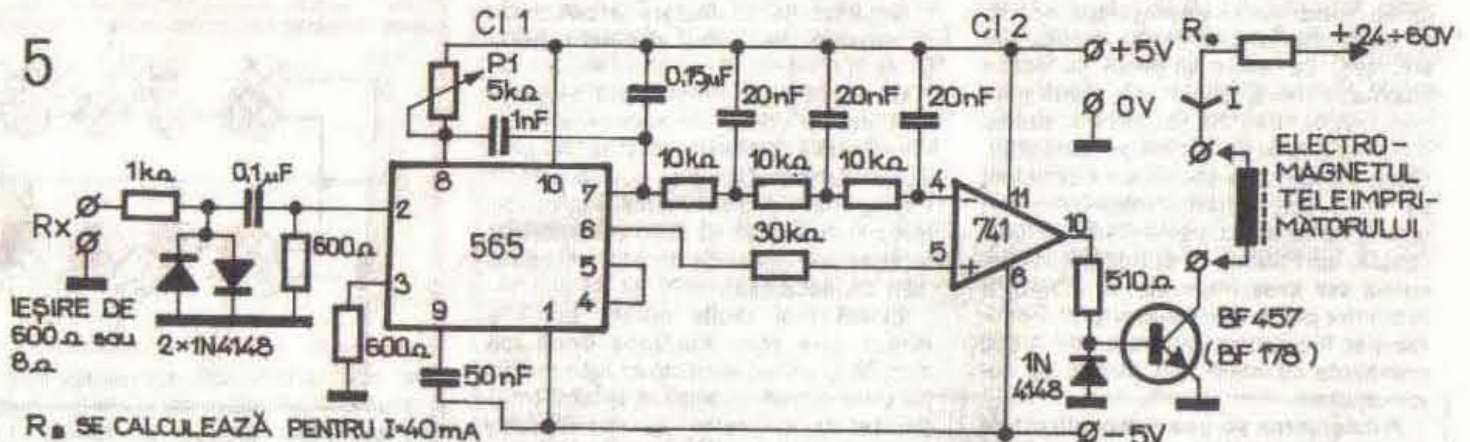 5
CI 1
CI 2
P1
5kΩ
1nF
0,15µF
20nF
20nF
20nF
Ø +5V
Ø 0V
Rₐ
+24÷60V
I
ELECTRO-
MAGNETUL
TELEIMPRI-
MATORULUI
1kΩ
0,1µF
Rx
600Ω
2×1N4148
IEȘIRE DE
600Ω sau
8Ω
8
10
7
2
6
565
5
3
4
9
1
600Ω
50nF
10kΩ
10kΩ
10kΩ
30kΩ
4
-
11
741
10
5
+
6
510Ω
1N
4148
BF457
(BF178)
Ø -5V
Rₐ SE CALCULEAZĂ PENTRU I=40mA